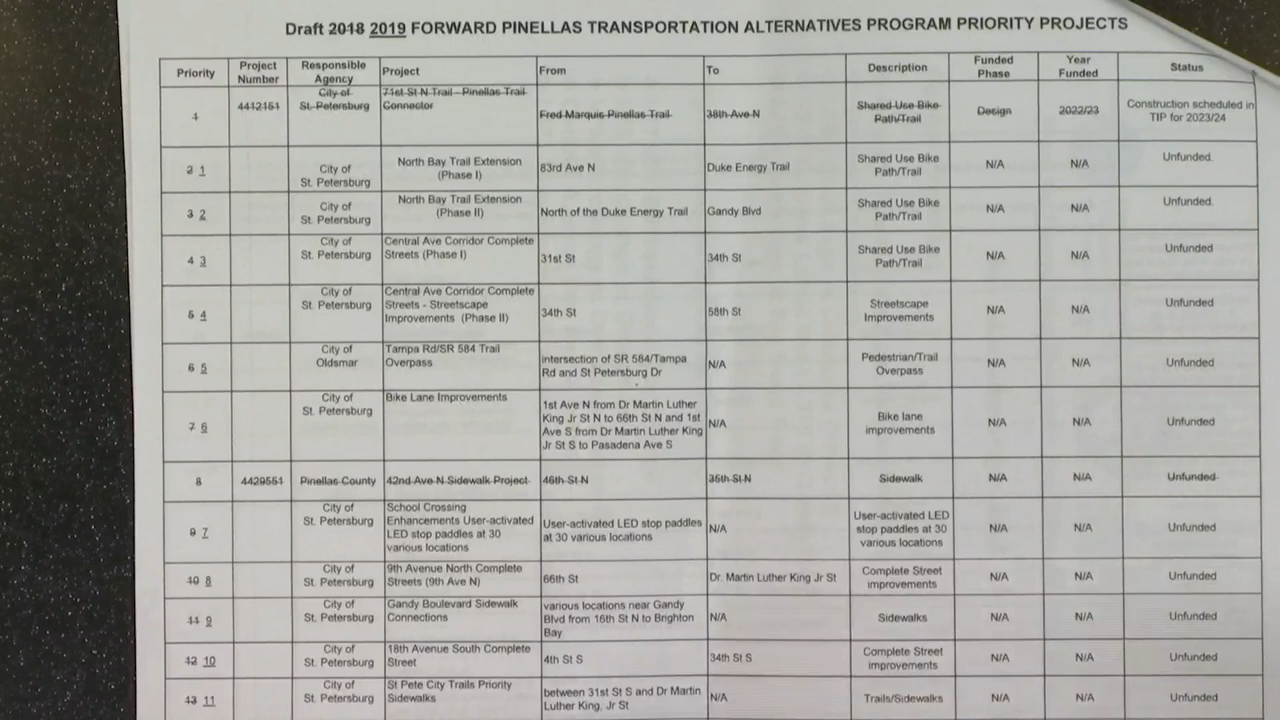 Draft 2018 2019 FORWARD PINELLAS TRANSPORTATION ALTERNATIVES PROGRAM PRIORITY PROJECTS
Priority Project Number Responsible Agency Project From To Description Funded Phase Year Funded Status
1 4412151 City of St. Petersburg 71st St N Trail - Pinellas Trail Connector Fred Marquis Pinellas Trail 38th Ave N Shared Use Bike Path/Trail Design 2022/23 Construction scheduled in TIP for 2023/24
2 1 City of St. Petersburg North Bay Trail Extension (Phase I) 83rd Ave N Duke Energy Trail Shared Use Bike Path/Trail N/A N/A Unfunded.
3 2 City of St. Petersburg North Bay Trail Extension (Phase II) North of the Duke Energy Trail Gandy Blvd Shared Use Bike Path/Trail N/A N/A Unfunded.
4 3 City of St. Petersburg Central Ave Corridor Complete Streets (Phase I) 31st St 34th St Shared Use Bike Path/Trail N/A N/A Unfunded
5 4 City of St. Petersburg Central Ave Corridor Complete Streets - Streetscape Improvements (Phase II) 34th St 58th St Streetscape Improvements N/A N/A Unfunded
6 5 City of Oldsmar Tampa Rd/SR 584 Trail Overpass intersection of SR 584/Tampa Rd and St Petersburg Dr N/A Pedestrian/Trail Overpass N/A N/A Unfunded
7 6 City of St. Petersburg Bike Lane Improvements 1st Ave N from Dr Martin Luther King Jr St N to 66th St N and 1st Ave S from Dr Martin Luther King Jr St S to Pasadena Ave S N/A Bike lane improvements N/A N/A Unfunded
8 4429551 Pinellas County 42nd Ave N Sidewalk Project 46th St N 35th St N Sidewalk N/A N/A Unfunded
9 7 City of St. Petersburg School Crossing Enhancements User-activated LED stop paddles at 30 various locations User-activated LED stop paddles at 30 various locations N/A User-activated LED stop paddles at 30 various locations N/A N/A Unfunded
10 8 City of St. Petersburg 9th Avenue North Complete Streets (9th Ave N) 66th St Dr. Martin Luther King Jr St Complete Street improvements N/A N/A Unfunded
11 9 City of St. Petersburg Gandy Boulevard Sidewalk Connections various locations near Gandy Blvd from 16th St N to Brighton Bay N/A Sidewalks N/A N/A Unfunded
12 10 City of St. Petersburg 18th Avenue South Complete Street 4th St S 34th St S Complete Street improvements N/A N/A Unfunded
13 11 City of St. Petersburg St Pete City Trails Priority Sidewalks between 31st St S and Dr Martin Luther King, Jr St N/A Trails/Sidewalks N/A N/A Unfunded